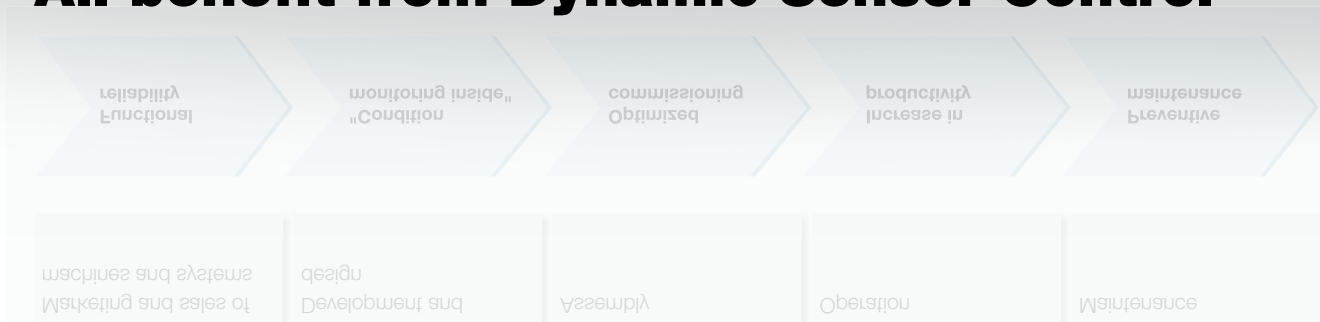 All benefit from Dynamic Sensor Control
Functional
reliability
"Condition
monitoring inside"
Optimized
commissioning
Increase in
productivity
Preventive
maintenance
Marketing and sales of
machines and systems
Development and
design
Assembly
Operation
Maintenance